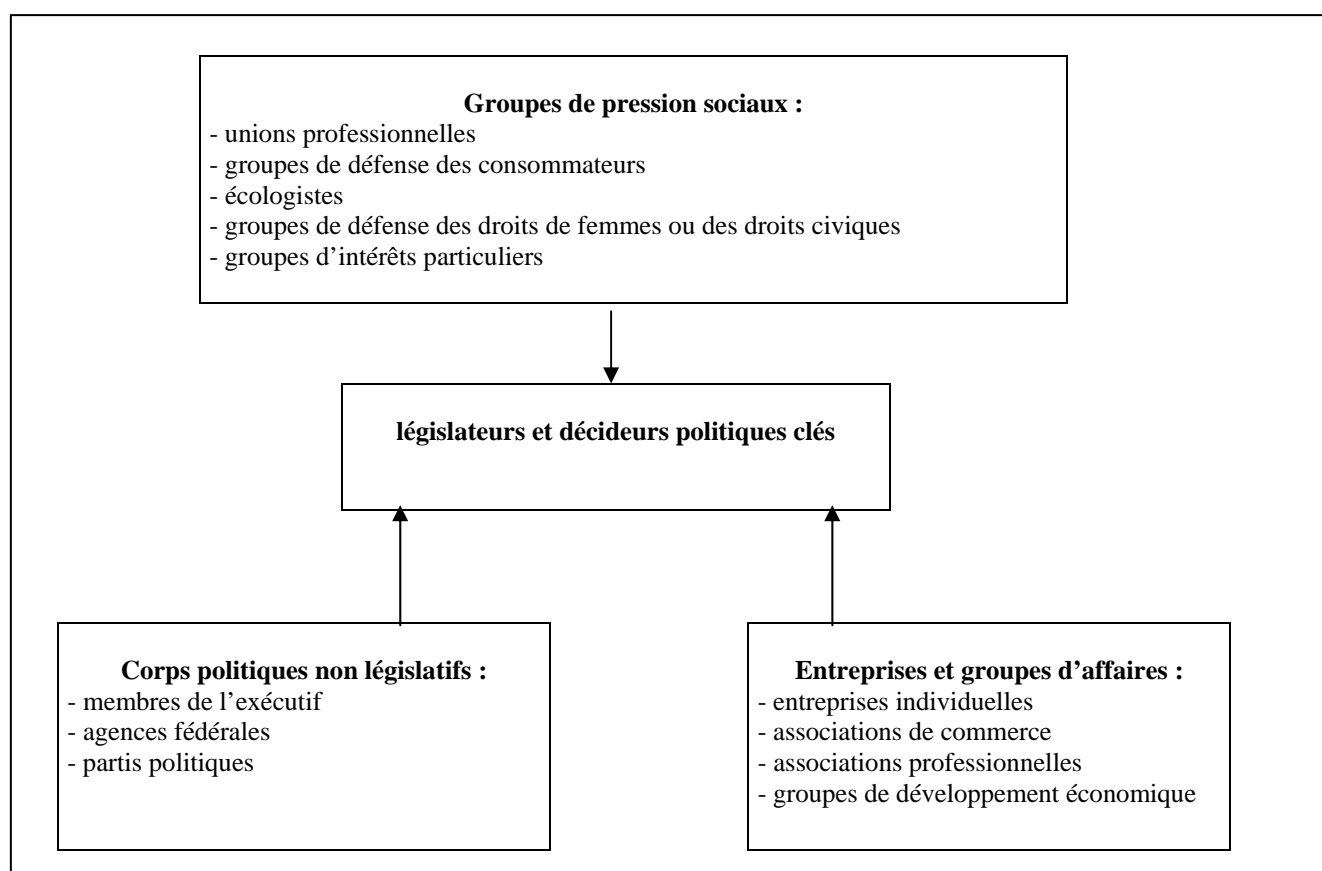 Groupes de pression sociaux :
- unions professionnelles
- groupes de défense des consommateurs
- écologistes
- groupes de défense des droits de femmes ou des droits civiques
- groupes d’intérêts particuliers
législateurs et décideurs politiques clés
Corps politiques non législatifs :
- membres de l’exécutif
- agences fédérales
- partis politiques
Entreprises et groupes d’affaires :
- entreprises individuelles
- associations de commerce
- associations professionnelles
- groupes de développement économique